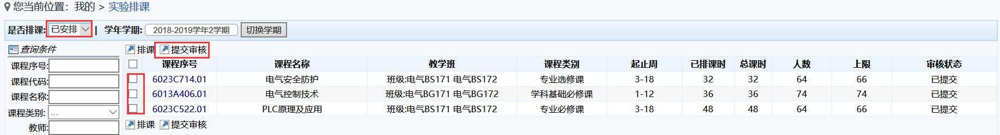 您当前位置：我的 > 实验排课
是否排课: 已安排 | 学年学期: 2018-2019学年2学期 切换学期
查询条件
课程序号:
课程代码:
课程名称:
课程类别: ...
教师:
排课 提交审核
课程序号 课程名称 教学班 课程类别 起止周 已排课时 总课时 人数 上限 审核状态
6023C714.01 电气安全防护 班级:电气BS171 电气BS172 专业选修课 3-18 32 32 64 66 已提交
6013A406.01 电气控制技术 班级:电气BG171 电气BG172 学科基础必修课 1-12 36 36 74 74 已提交
6023C522.01 PLC原理及应用 班级:电气BS171 电气BS172 专业必修课 3-18 48 48 64 66 已提交
排课 提交审核